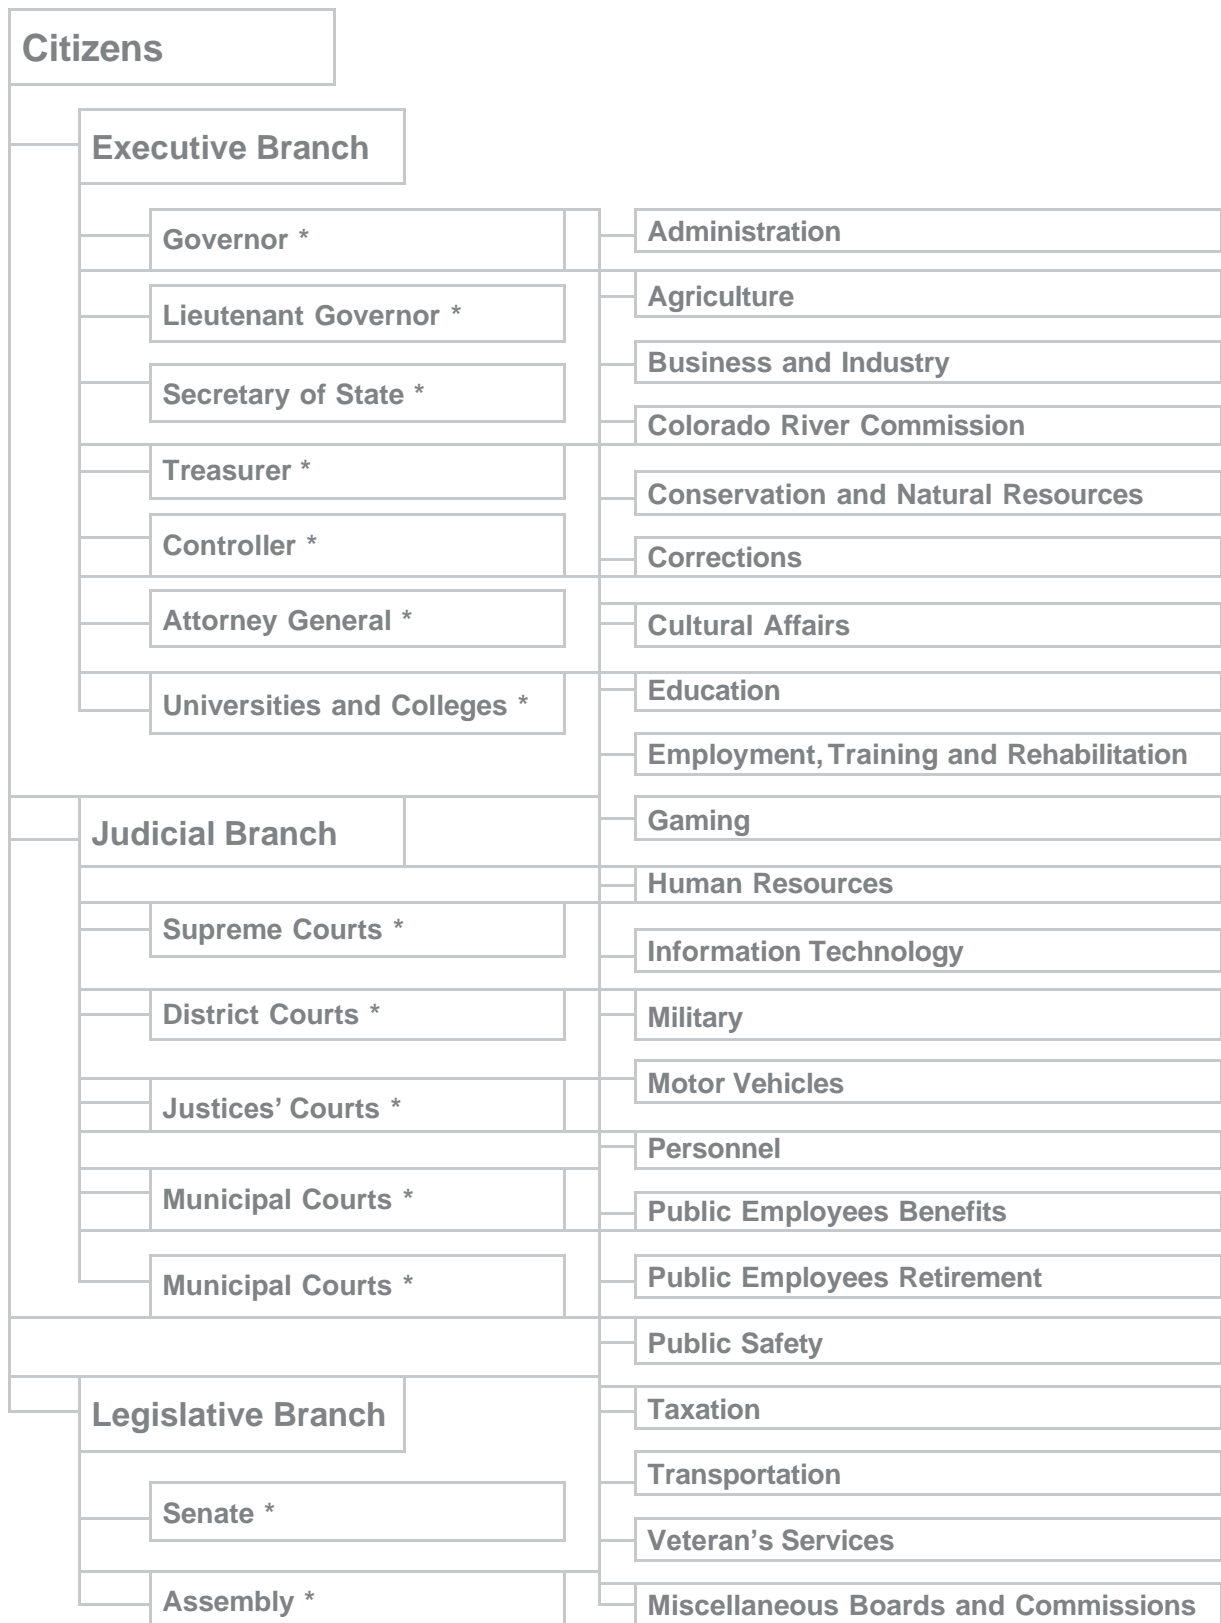 Citizens
Executive Branch
Governor *
Lieutenant Governor *
Secretary of State *
Treasurer *
Controller *
Attorney General *
Universities and Colleges *
Judicial Branch
Supreme Courts *
District Courts *
Justices’ Courts *
Municipal Courts *
Municipal Courts *
Legislative Branch
Senate *
Assembly *
Administration
Agriculture
Business and Industry
Colorado River Commission
Conservation and Natural Resources
Corrections
Cultural Affairs
Education
Employment, Training and Rehabilitation
Gaming
Human Resources
Information Technology
Military
Motor Vehicles
Personnel
Public Employees Benefits
Public Employees Retirement
Public Safety
Taxation
Transportation
Veteran’s Services
Miscellaneous Boards and Commissions